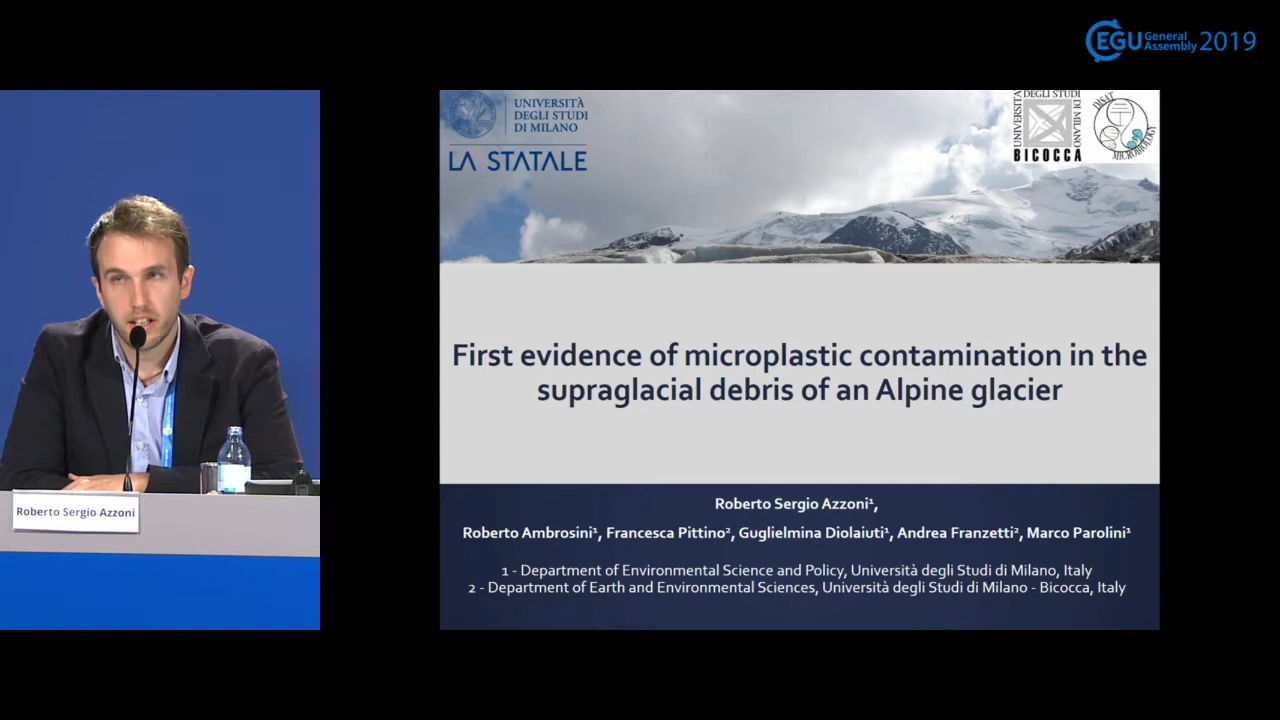 EGU General Assembly 2019
UNIVERSITÀ
DEGLI STUDI
DI MILANO
LA STATALE
UNIVERSITÀ
DEGLI STUDI
DI MILANO
BICOCCA
DISAT
MICROBIOLOGY
First evidence of microplastic contamination in the
supraglacial debris of an Alpine glacier
Roberto Sergio Azzoni¹,
Roberto Ambrosini¹, Francesca Pittino², Guglielmina Diolaiuti¹, Andrea Franzetti², Marco Parolini¹
1 - Department of Environmental Science and Policy, Università degli Studi di Milano, Italy
2 - Department of Earth and Environmental Sciences, Università degli Studi di Milano - Bicocca, Italy
Roberto Sergio Azzoni